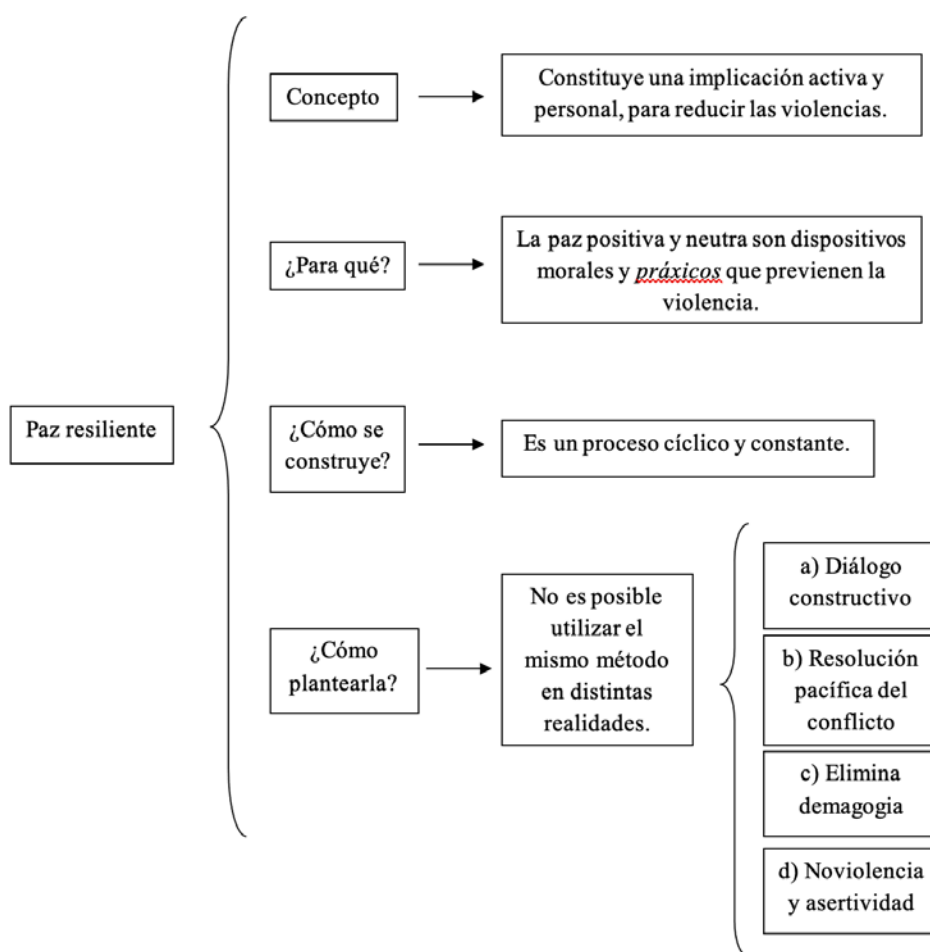 Paz resiliente
Concepto
Constituye una implicación activa y
personal, para reducir las violencias.
¿Para qué?
La paz positiva y neutra son dispositivos
morales y práxicos que previenen la
violencia.
¿Cómo se
construye?
Es un proceso cíclico y constante.
¿Cómo
plantearla?
No es posible
utilizar el
mismo método
en distintas
realidades.
a) Diálogo
constructivo
b) Resolución
pacífica del
conflicto
c) Elimina
demagogia
d) Noviolencia
y asertividad